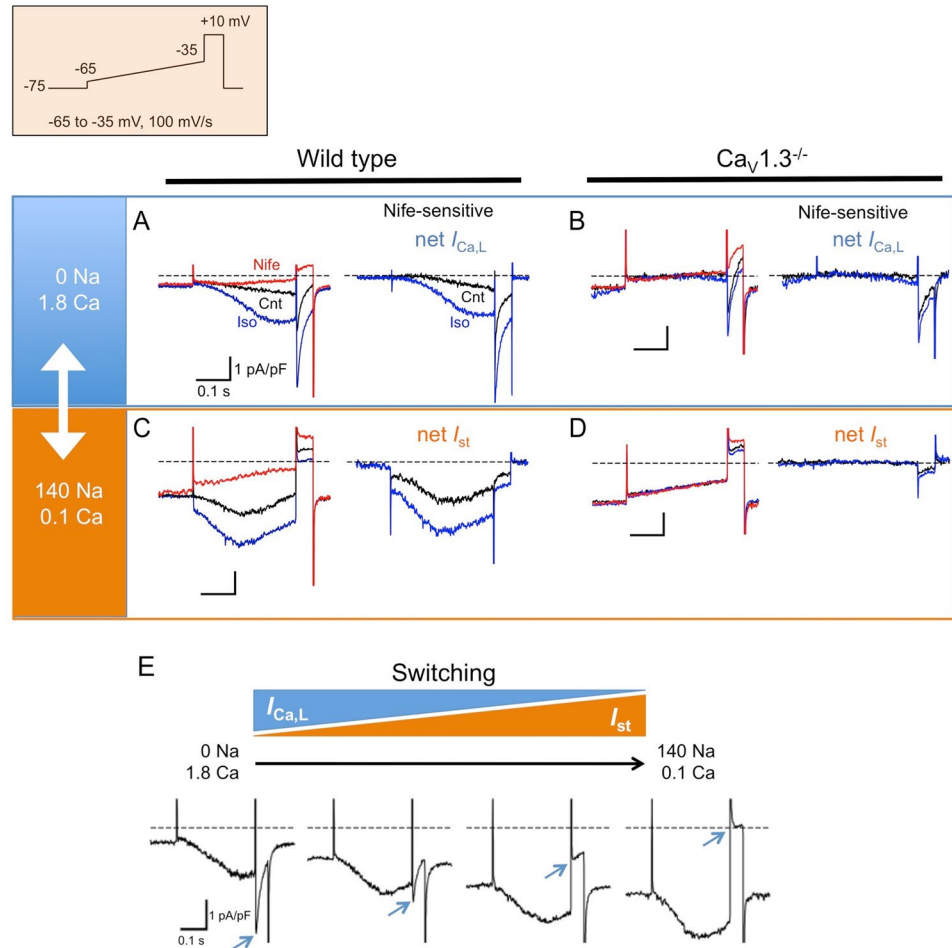 +10 mV
-35
-65
-75
-65 to -35 mV, 100 mV/s
Wild type
CaV1.3-/-
0 Na
1.8 Ca
A
Nife-sensitive
net ICa,L
Nife
Cnt
Iso
Cnt
Iso
1 pA/pF
0.1 s
B
Nife-sensitive
net ICa,L
140 Na
0.1 Ca
C
net Ist
D
net Ist
E
Switching
ICa,L
Ist
0 Na
1.8 Ca
140 Na
0.1 Ca
1 pA/pF
0.1 s